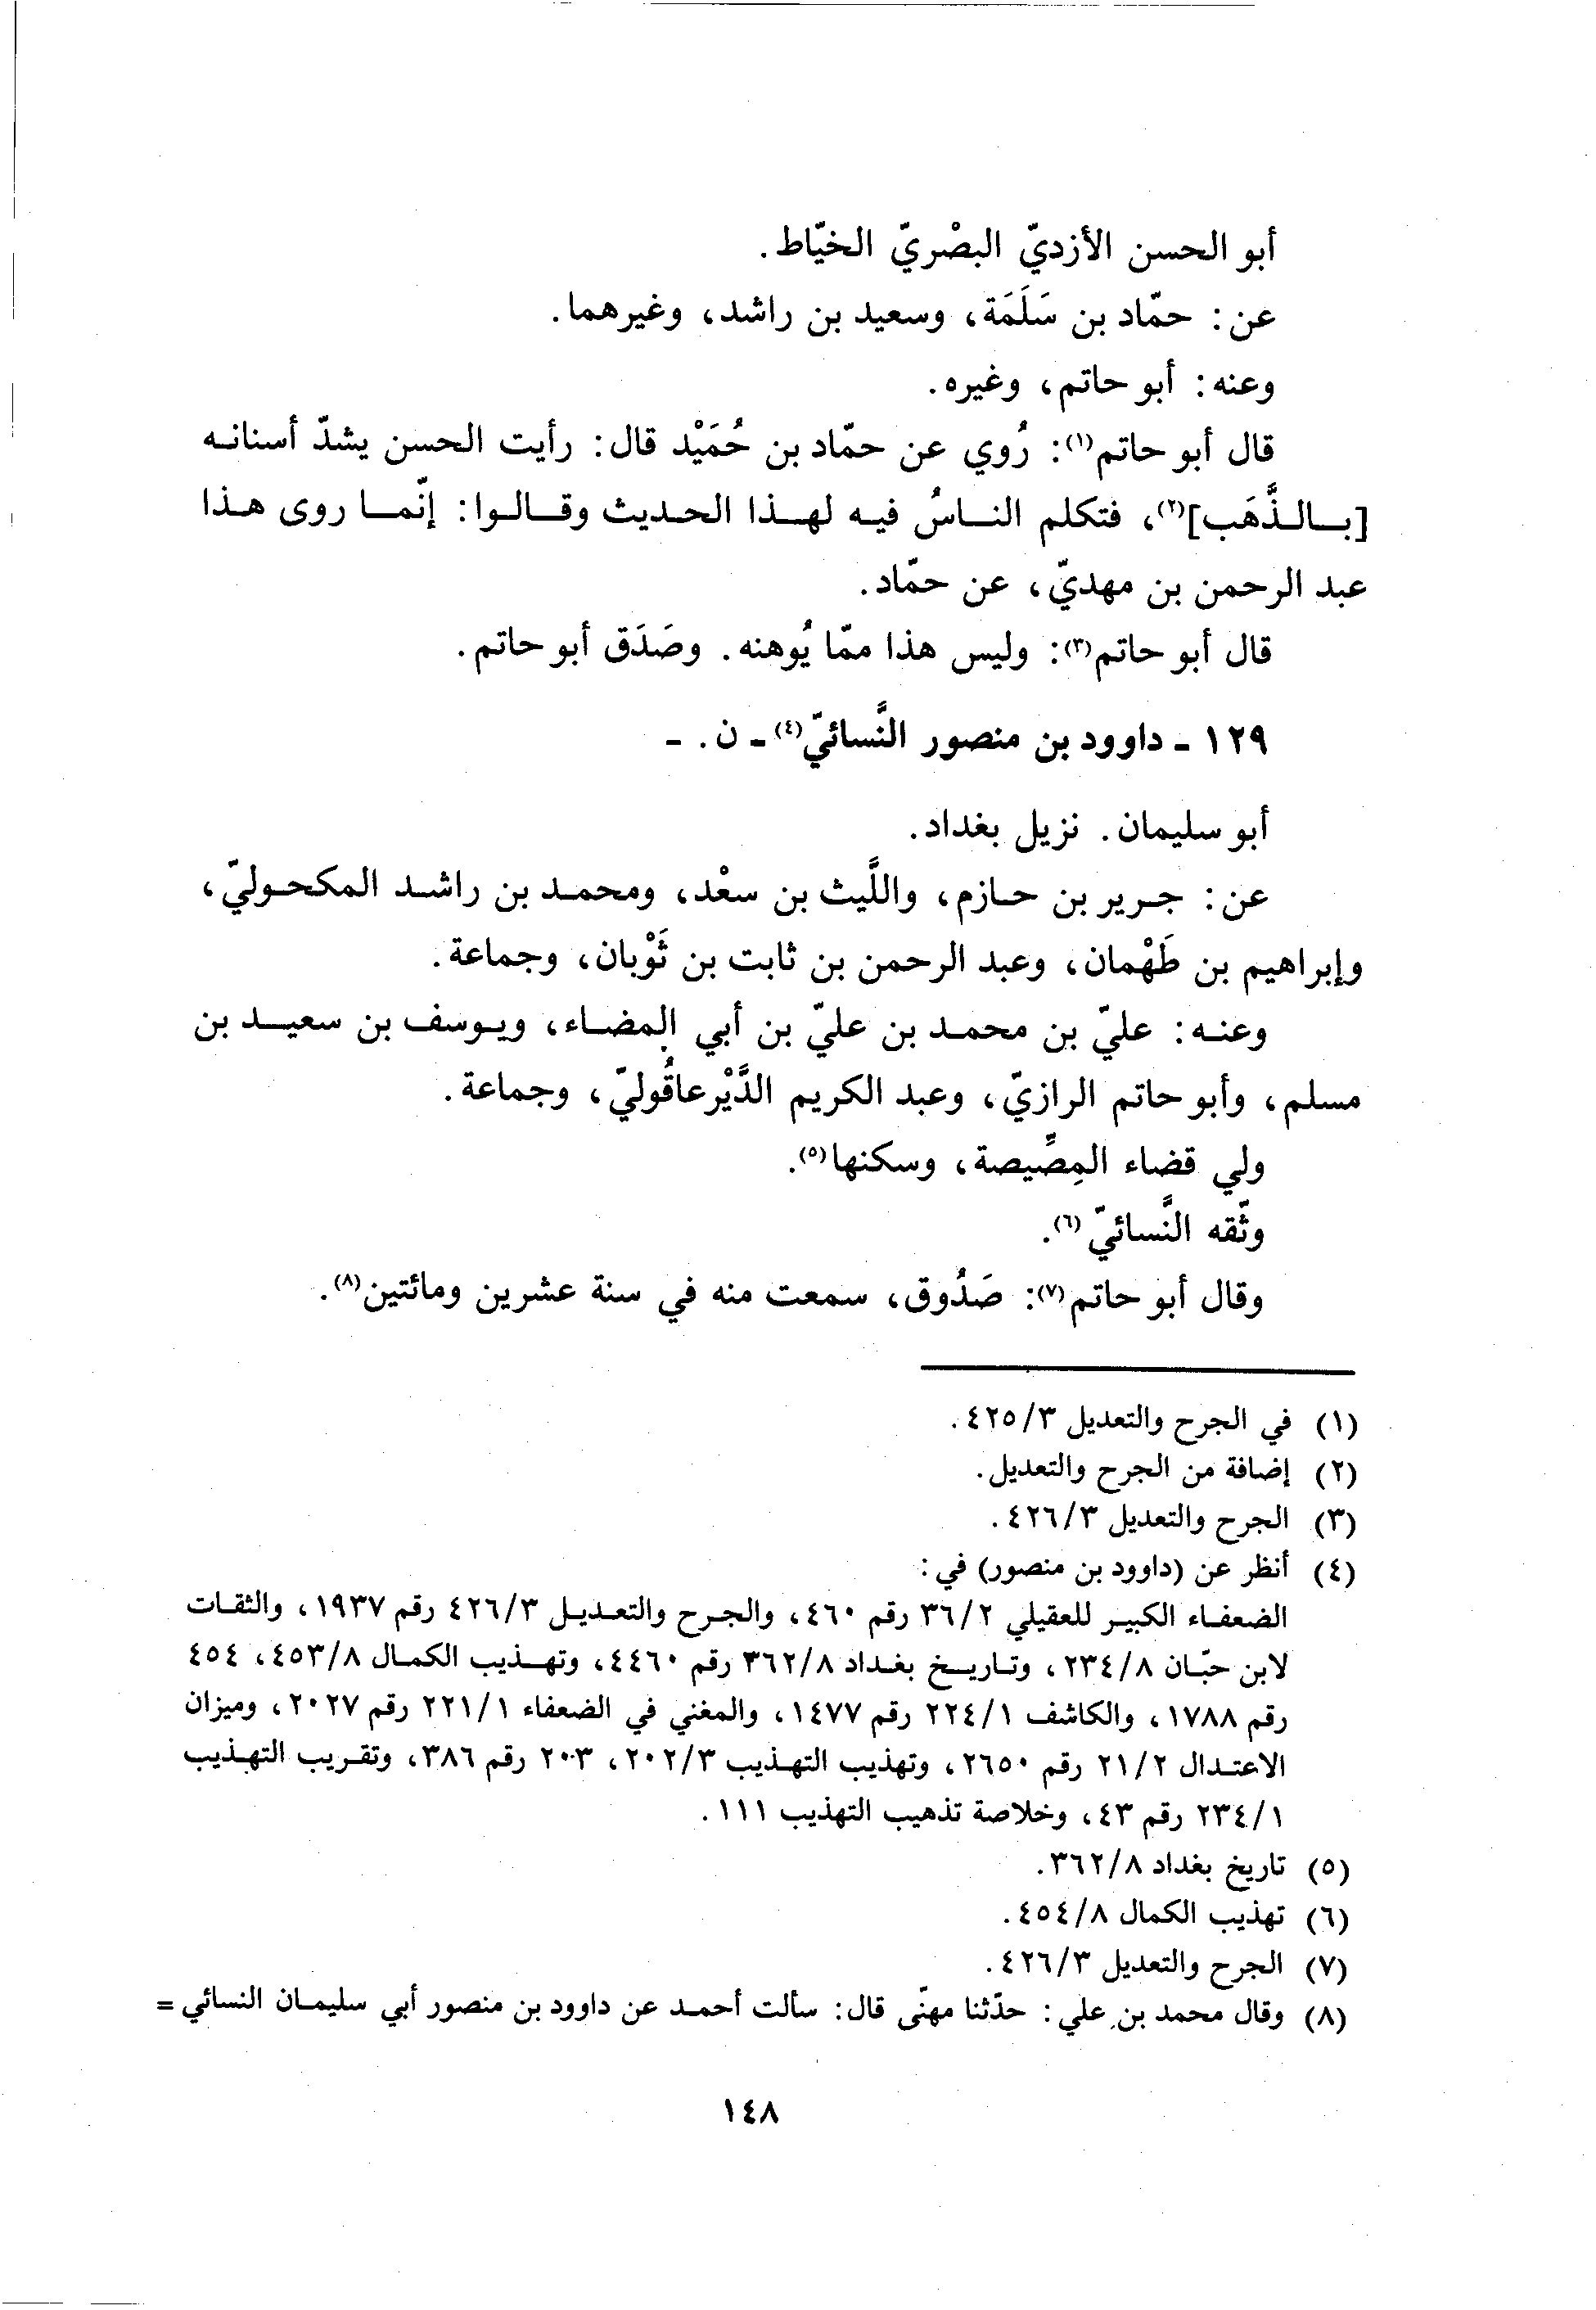 أبو الحسن الأزديّ البصْريّ الخيّاط.
عن: حمّاد بن سَلَمَة، وسعيد بن راشد، وغيرهما.
وعنه: أبو حاتم، وغيره.
قال أبو حاتم(١): رُوي عن حمّاد بن حُمَيْد قال: رأيت الحسن يشدّ أسنانه
[بالذَّهَب](٢)، فتكلم الناسُ فيه لهذا الحديث وقالوا: إنّما روى هذا
عبد الرحمن بن مهديّ، عن حمّاد.
قال أبو حاتم(٣): وليس هذا ممّا يُوهنه. وصَدَق أبو حاتم.
١٢٩ ـ داوود بن منصور النَّسائيّ(٤) ـ ن. ـ
أبو سليمان. نزيل بغداد.
عن: جرير بن حازم، واللَّيث بن سعْد، ومحمد بن راشد المكحوليّ،
وإبراهيم بن طَهْمان، وعبد الرحمن بن ثابت بن ثَوْبان، وجماعة.
وعنه: عليّ بن محمد بن عليّ بن أبي المضاء، ويوسف بن سعيد بن
مسلم، وأبو حاتم الرازيّ، وعبد الكريم الدَّيْرعاقُوليّ، وجماعة.
ولي قضاء المِصِّيصة، وسكنها(٥).
وثّقه النَّسائيّ(٦).
وقال أبو حاتم(٧): صَدُوق، سمعت منه في سنة عشرين ومائتين(٨).
(١) في الجرح والتعديل ٤٢٥/٣.
(٢) إضافة من الجرح والتعديل.
(٣) الجرح والتعديل ٤٢٦/٣.
(٤) أنظر عن (داوود بن منصور) في:
الضعفاء الكبير للعقيلي ٣٦/٢ رقم ٤٦٠، والجرح والتعديل ٤٢٦/٣ رقم ١٩٣٧، والثقات
لابن حبّان ٢٣٤/٨، وتاريخ بغداد ٣٦٢/٨ رقم ٤٤٦٠، وتهذيب الكمال ٤٥٣/٨، ٤٥٤
رقم ١٧٨٨، والكاشف ٢٢٤/١ رقم ١٤٧٧، والمغني في الضعفاء ٢٢١/١ رقم ٢٠٢٧، وميزان
الاعتدال ٢١/٢ رقم ٢٦٥٠، وتهذيب التهذيب ٢٠٢/٣، ٢٠٣ رقم ٣٨٦، وتقريب التهذيب
٢٣٤/١ رقم ٤٣، وخلاصة تذهيب التهذيب ١١١.
(٥) تاريخ بغداد ٣٦٢/٨.
(٦) تهذيب الكمال ٤٥٤/٨.
(٧) الجرح والتعديل ٤٢٦/٣.
(٨) وقال محمد بن علي: حدّثنا مهنّى قال: سألت أحمد عن داوود بن منصور أبي سليمان النسائي =
١٤٨